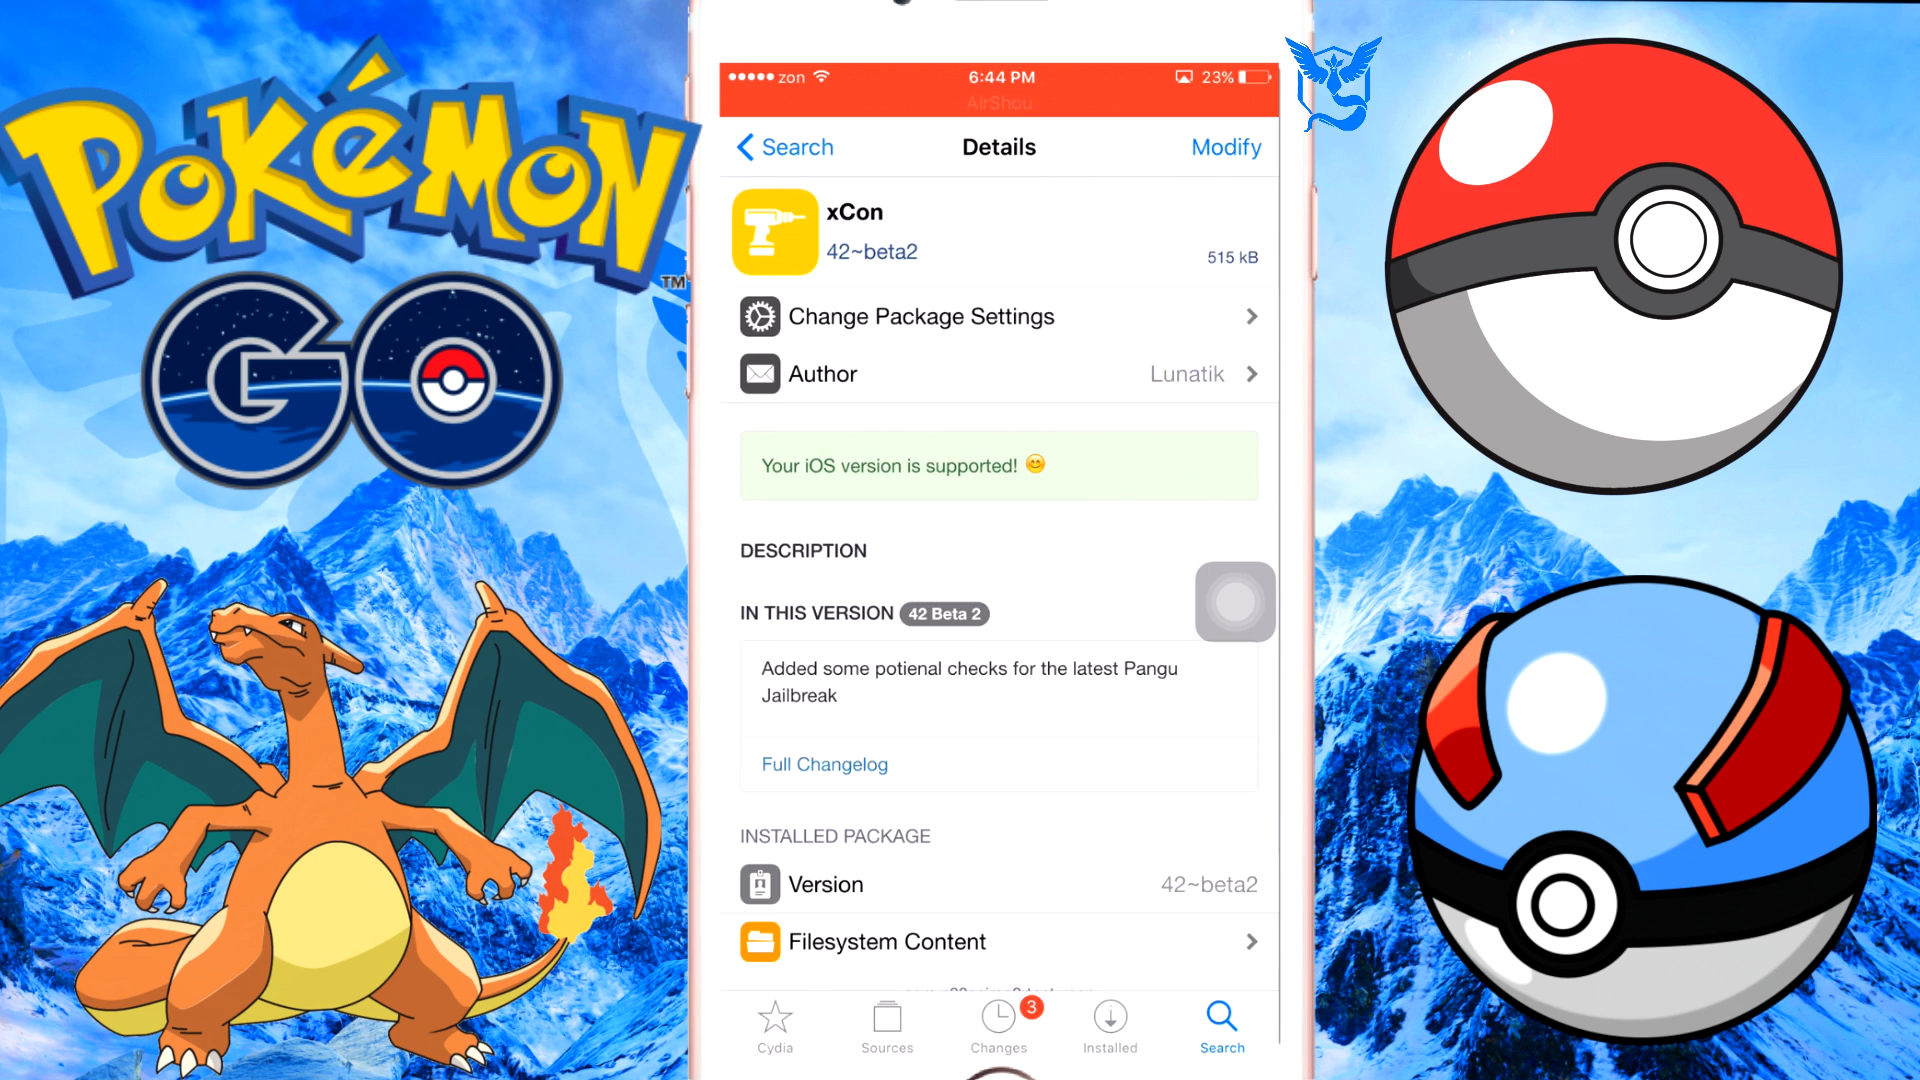 POKéMON
TM
GO
zon
6:44 PM
23%
AirShou
Search
Details
Modify
xCon
42~beta2
515 kB
Change Package Settings
Author
Lunatik
Your iOS version is supported! 😊
DESCRIPTION
IN THIS VERSION 42 Beta 2
Added some potienal checks for the latest Pangu
Jailbreak
Full Changelog
INSTALLED PACKAGE
Version
42~beta2
Filesystem Content
3
Cydia
Sources
Changes
Installed
Search